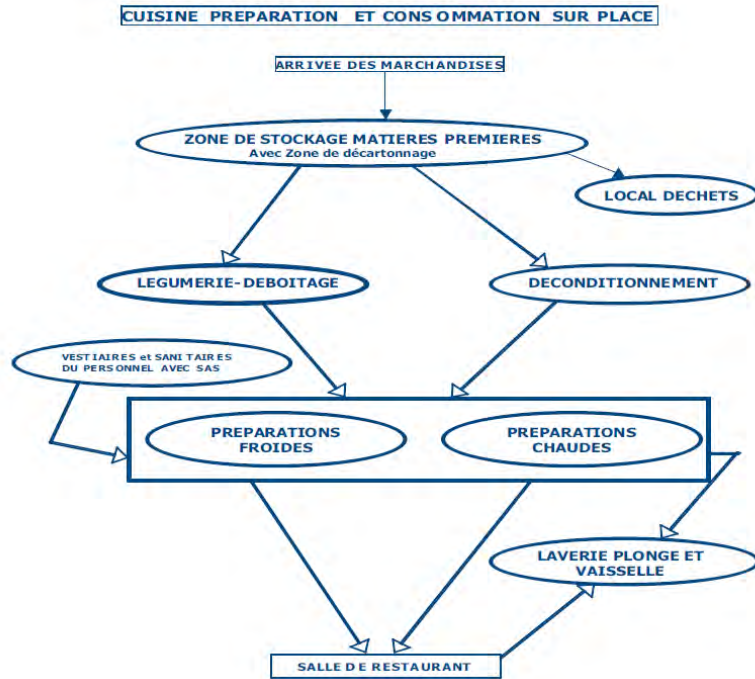 CUISINE PREPARATION ET CONSOMMATION SUR PLACE
ARRIVEE DES MARCHANDISES
ZONE DE STOCKAGE MATIERES PREMIERES
Avec Zone de décartonnage
LOCAL DECHETS
LEGUMERIE-DEBOITAGE
DECONDITIONNEMENT
VESTIAIRES et SANITAIRES
DU PERSONNEL AVEC SAS
PREPARATIONS
FROIDES
PREPARATIONS
CHAUDES
LAVERIE PLONGE ET
VAISSELLE
SALLE DE RESTAURANT